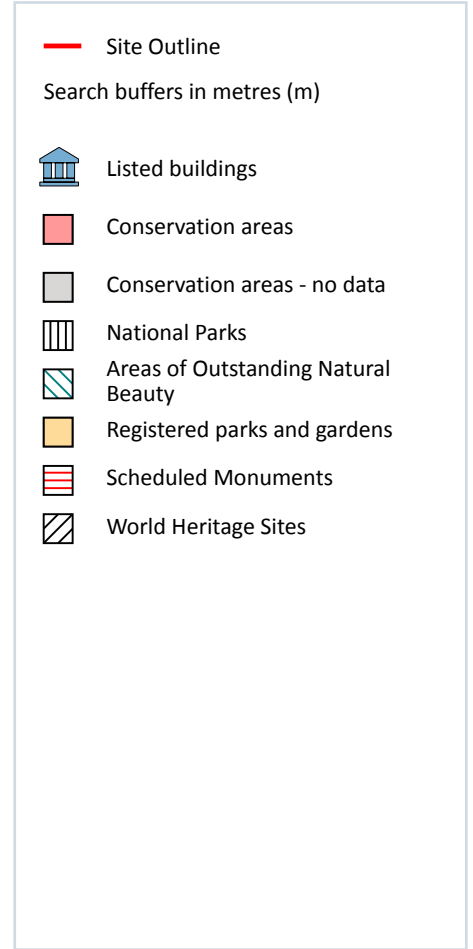 Site Outline
Search buffers in metres (m)
Listed buildings
Conservation areas
Conservation areas - no data
National Parks
Areas of Outstanding Natural
Beauty
Registered parks and gardens
Scheduled Monuments
World Heritage Sites